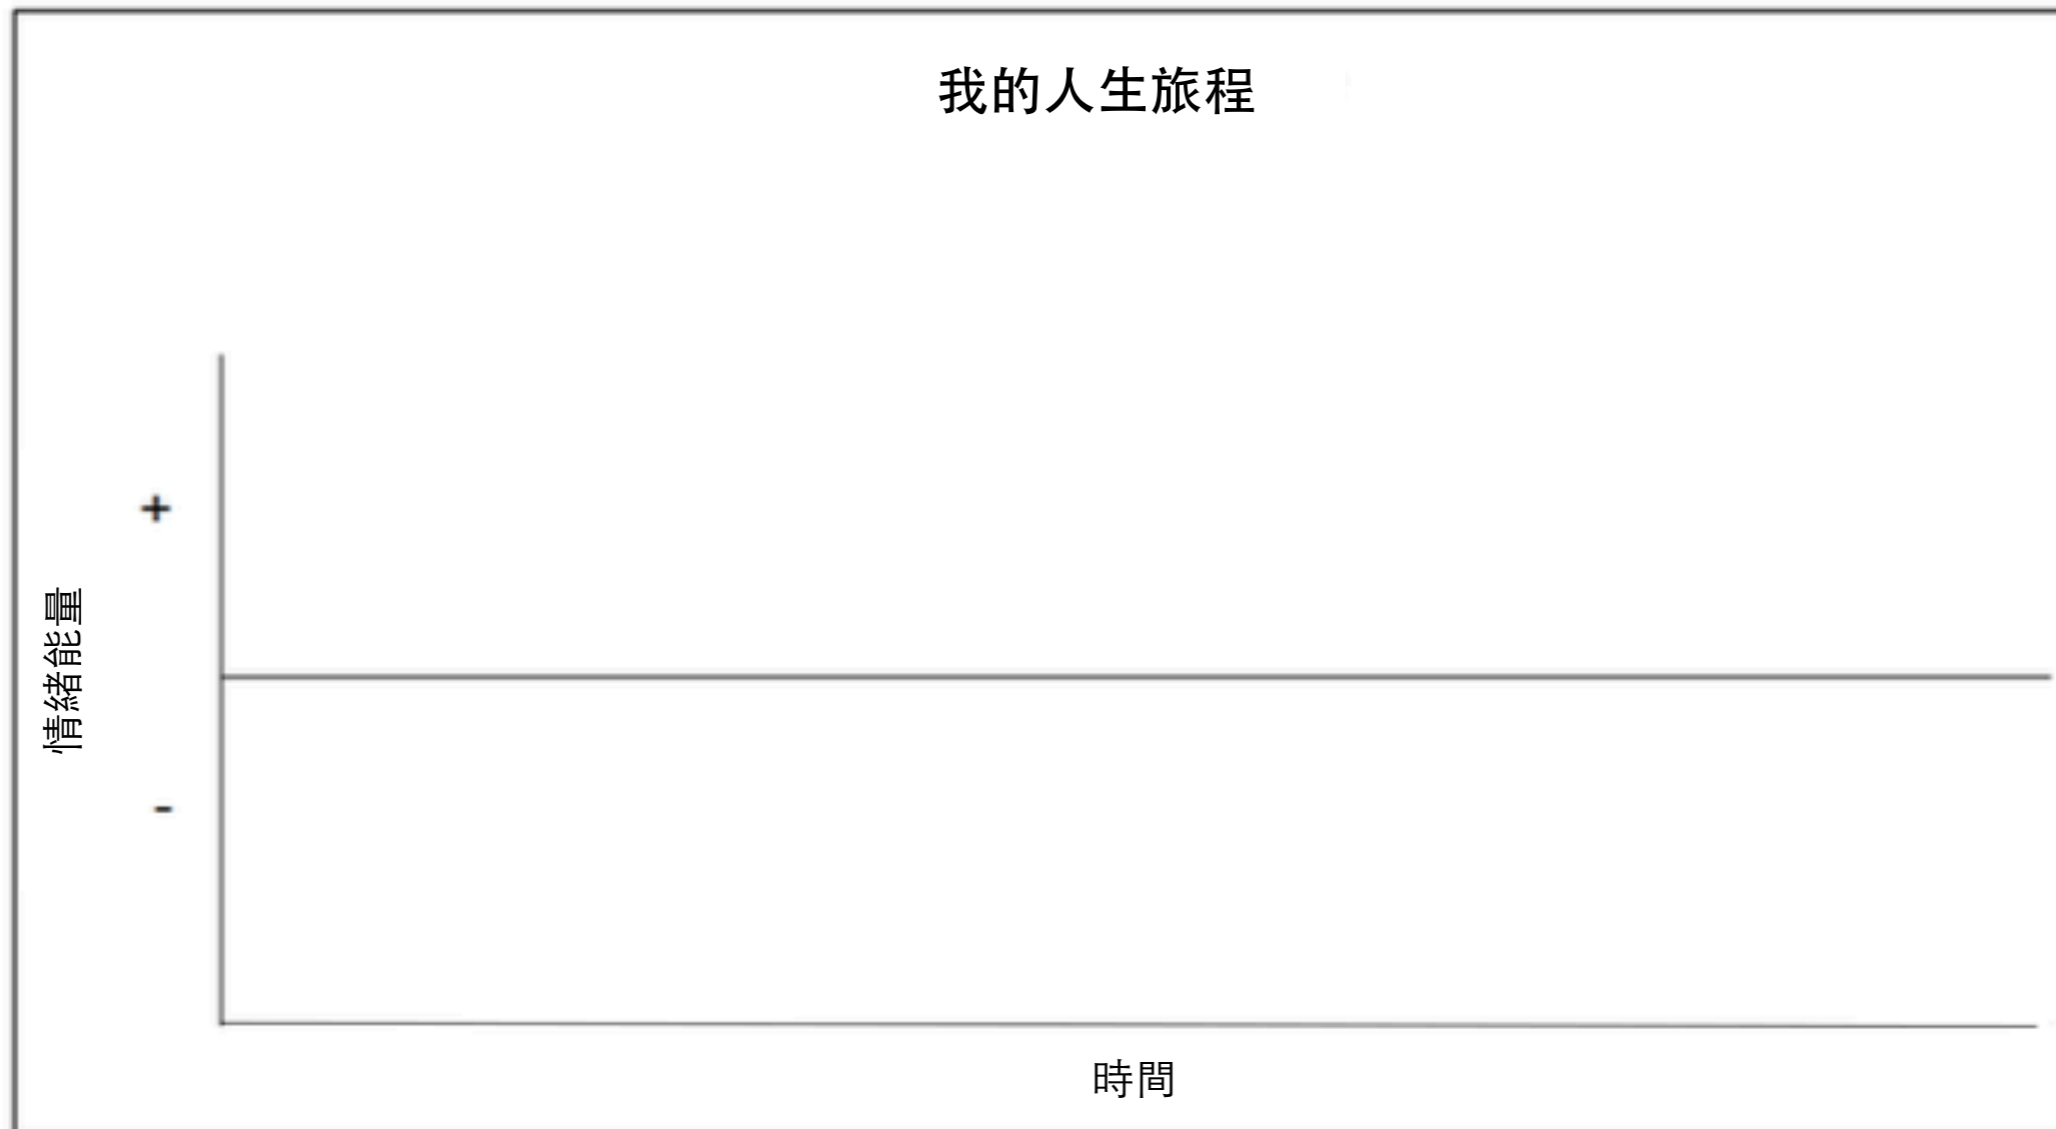 我的人生旅程
+
情緒能量
-
時間